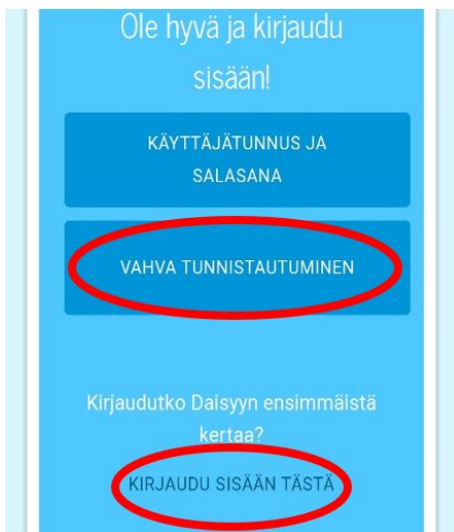 Ole hyvä ja kirjaudu
sisään!
KÄYTTÄJÄTUNNUS JA
SALASANA
VAHVA TUNNISTAUTUMINEN
Kirjaudutko Daisyyn ensimmäistä
kertaa?
KIRJAUDU SISÄÄN TÄSTÄ